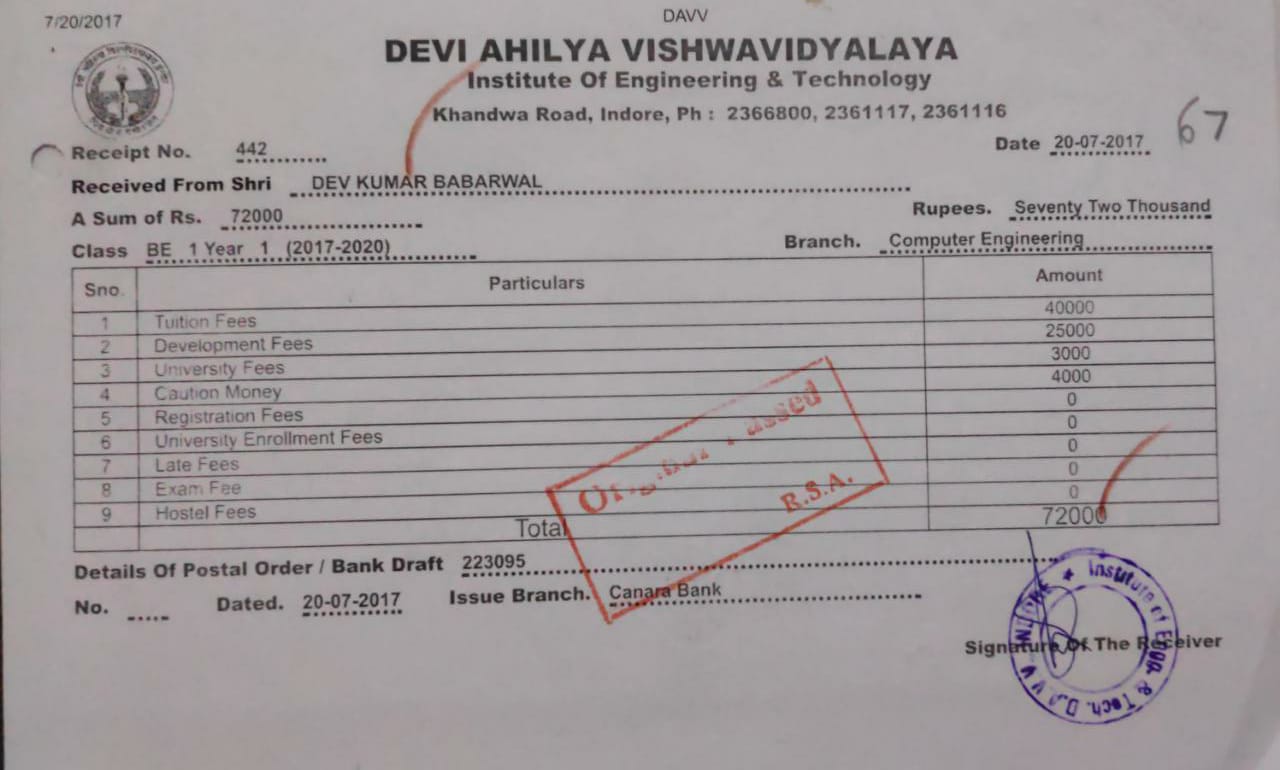 7/20/2017
DAVV
DEVI AHILYA VISHWAVIDYALAYA
Institute Of Engineering & Technology
Khandwa Road, Indore, Ph : 2366800, 2361117, 2361116
67
Receipt No. 442
Date 20-07-2017
Received From Shri DEV KUMAR BABARWAL
A Sum of Rs. 72000
Rupees. Seventy Two Thousand
Class BE 1 Year 1 (2017-2020)
Branch. Computer Engineering
Sno. Particulars Amount
1 Tuition Fees 40000
2 Development Fees 25000
3 University Fees 3000
4 Caution Money 4000
5 Registration Fees 0
6 University Enrollment Fees 0
7 Late Fees 0
8 Exam Fee 0
9 Hostel Fees 0
Total 72000
R.S.A.
Details Of Postal Order / Bank Draft 223095
No. ..... Dated. 20-07-2017 Issue Branch. Canara Bank
Signature Of The Receiver
Institute of Engg. & Tech. D.A.V.V. INDORE